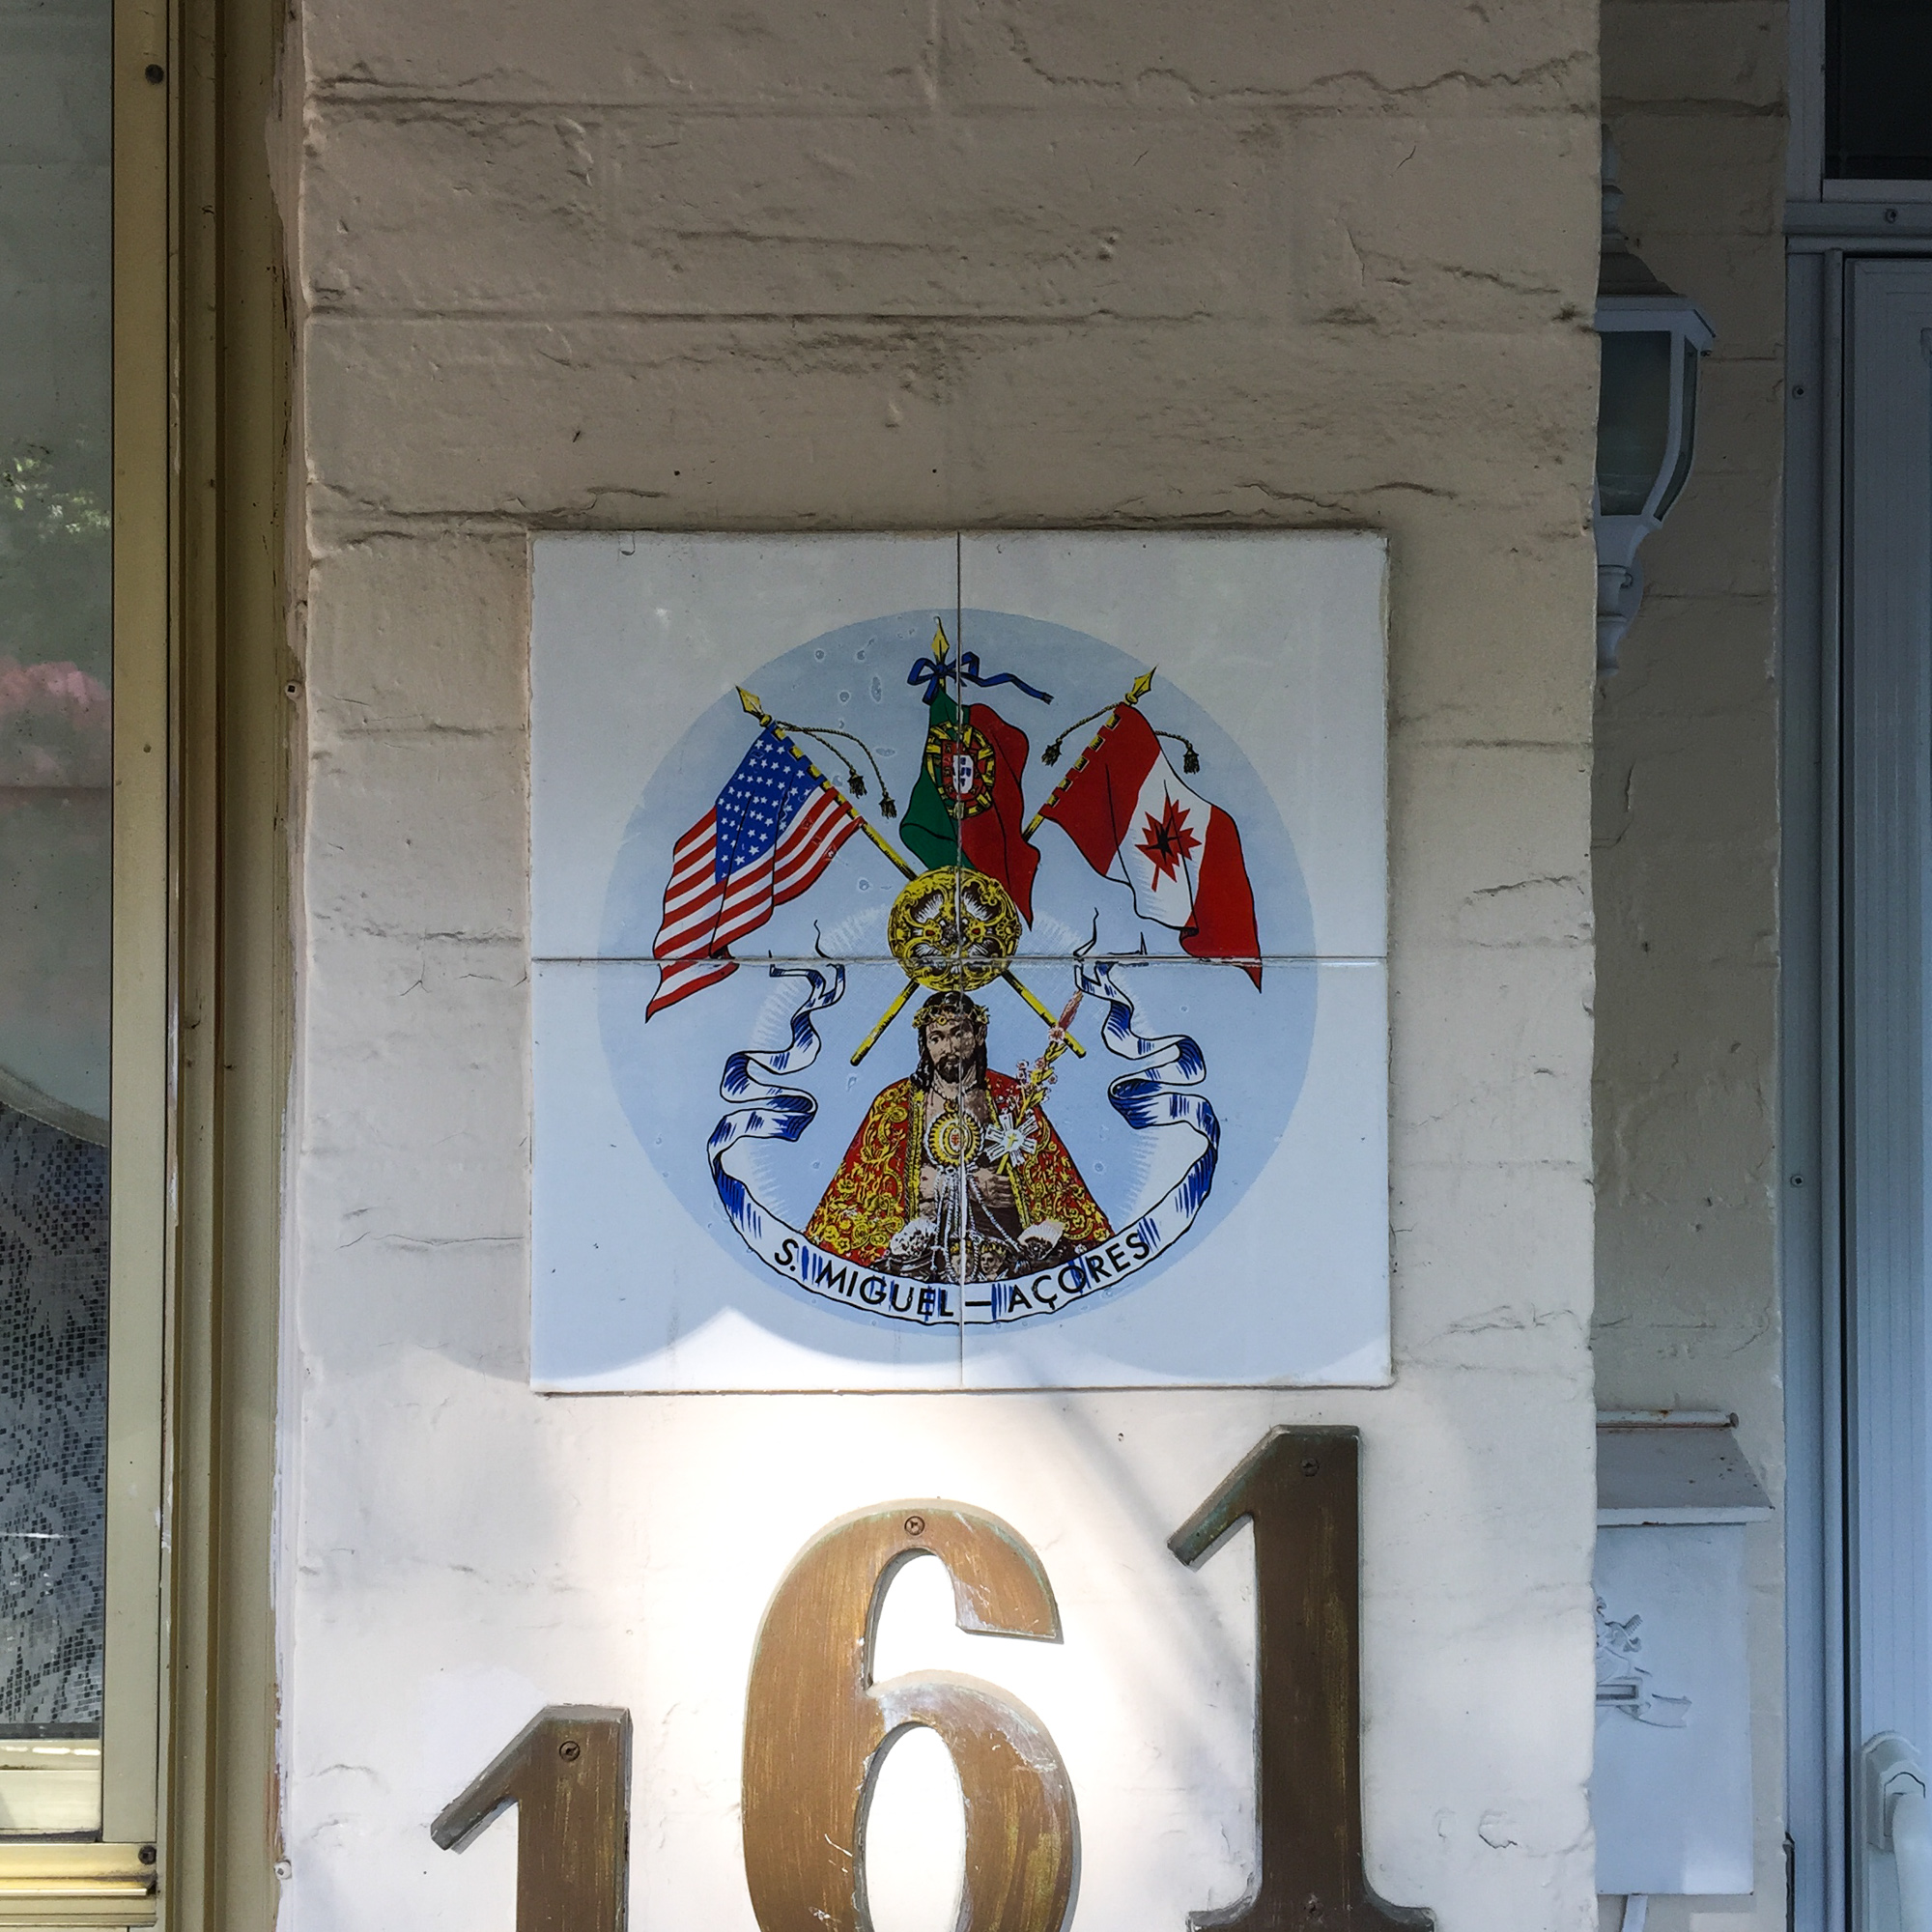 S. MIGUEL — AÇORES
161